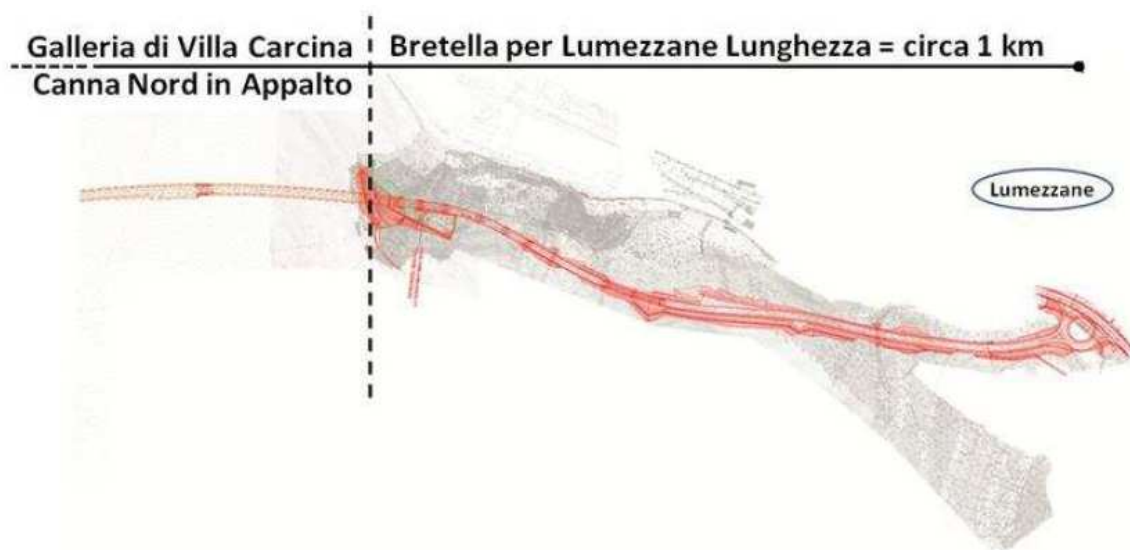 Galleria di Villa Carcina
Canna Nord in Appalto
Bretella per Lumezzane Lunghezza = circa 1 km
Lumezzane